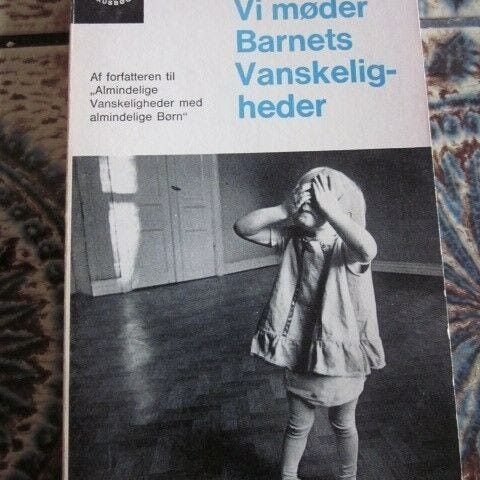 Vi møder
Barnets
Vanskelig-
heder
Af forfatteren til
„Almindelige
Vanskeligheder med
almindelige Børn“